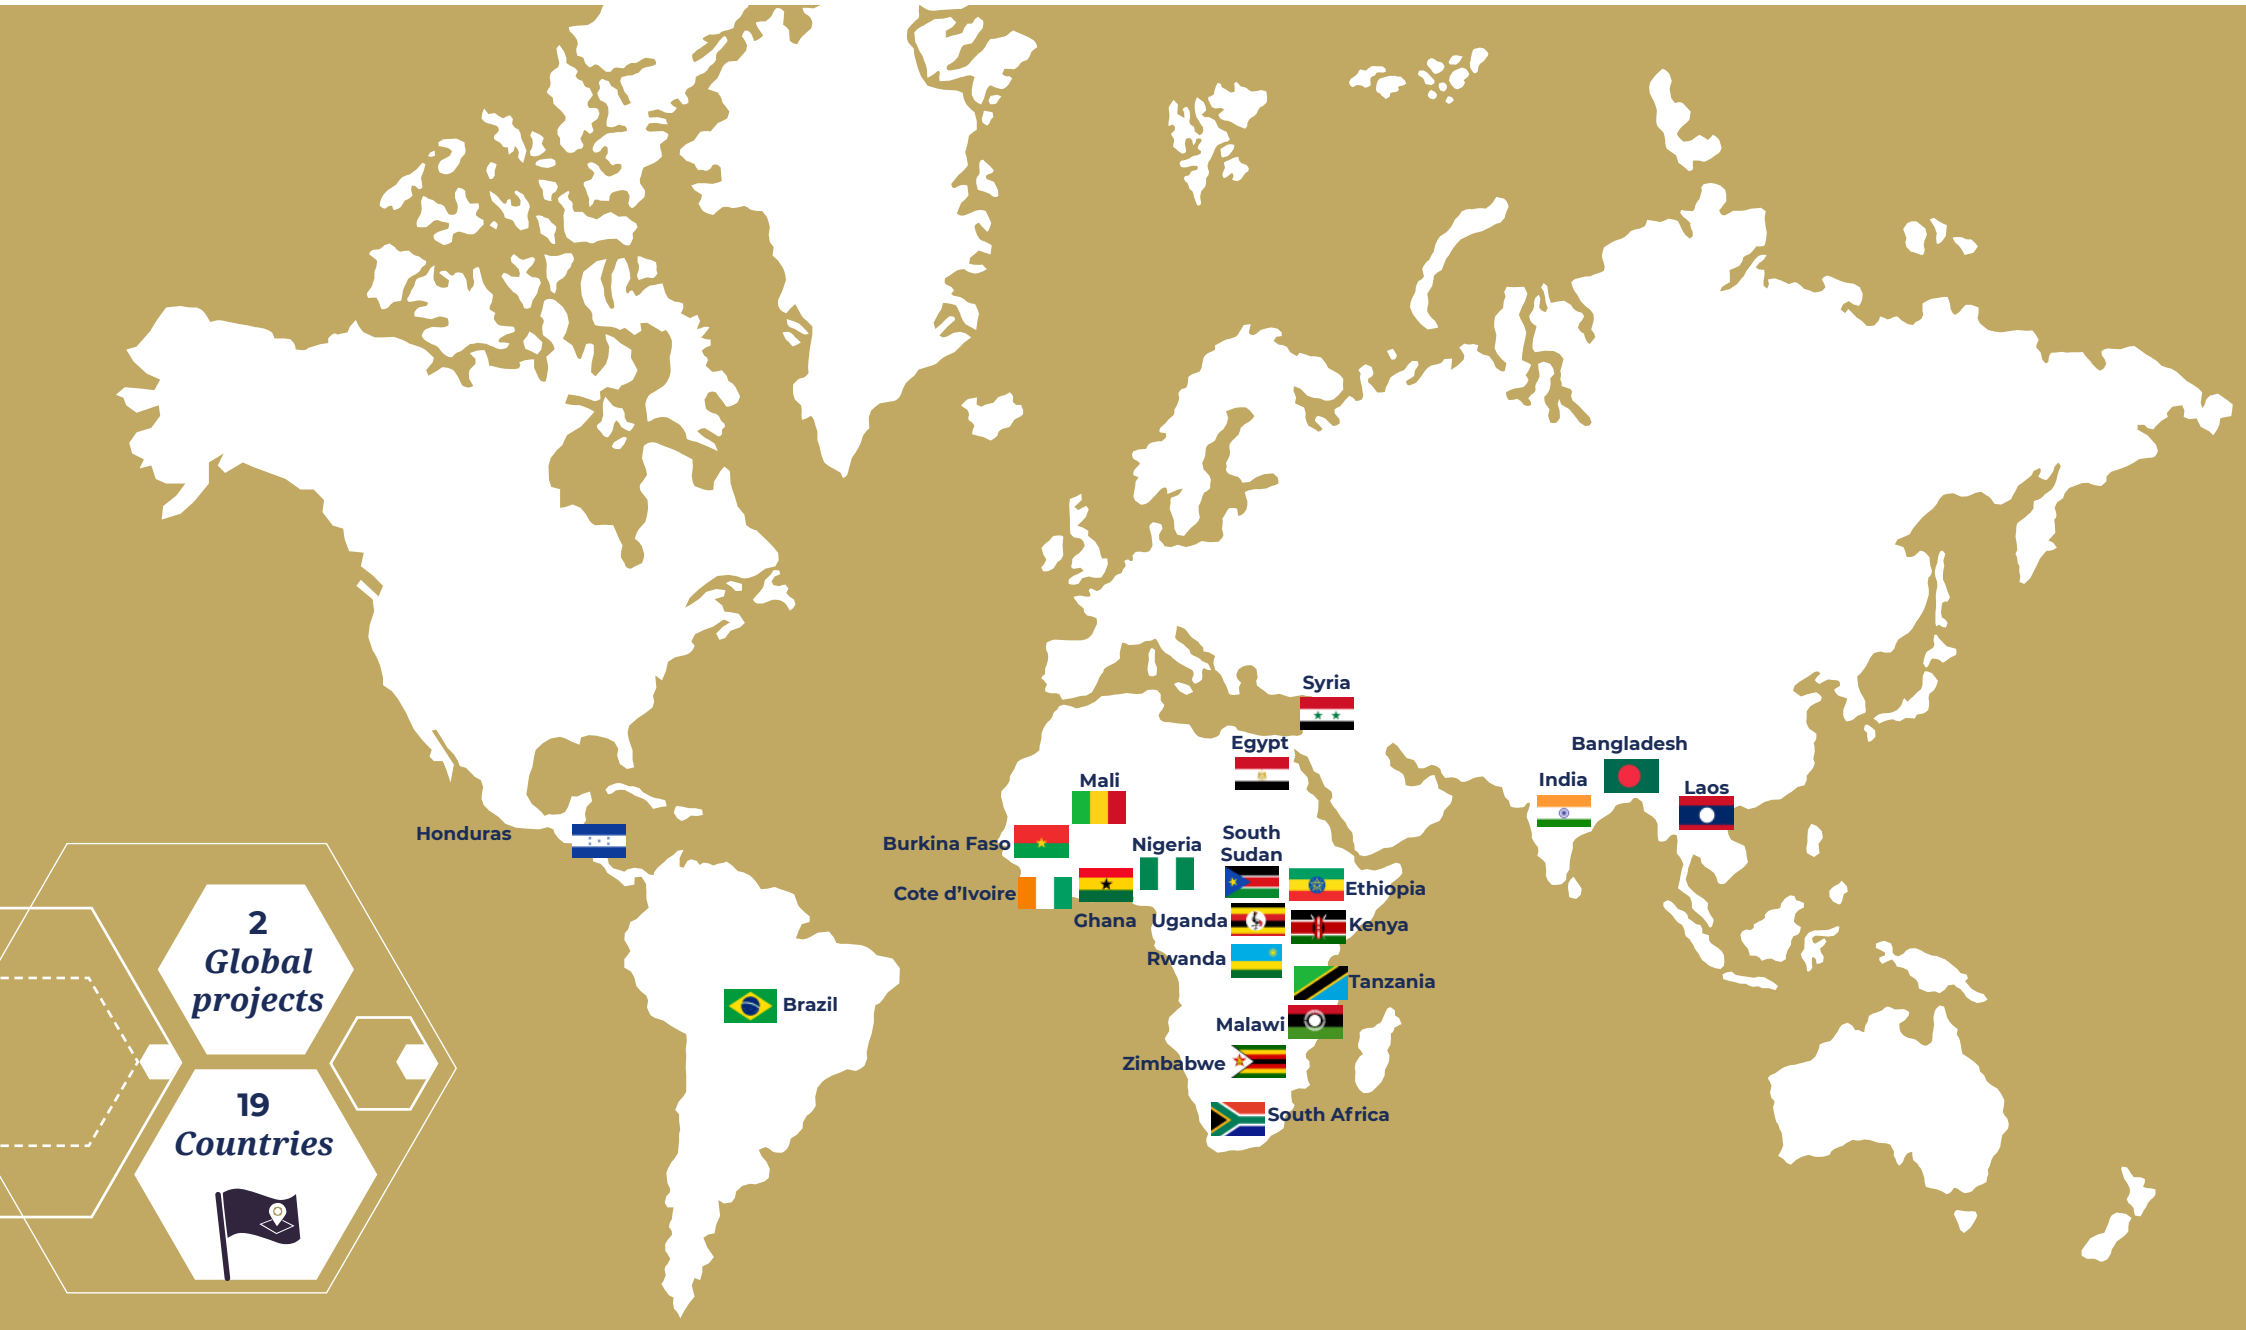 Syria
Egypt
Bangladesh
India
Laos
Mali
Honduras
Burkina Faso
Nigeria
South
Sudan
Cote d’Ivoire
Ethiopia
Ghana
Uganda
Kenya
Rwanda
Tanzania
Brazil
Malawi
Zimbabwe
South Africa
2
Global
projects
19
Countries